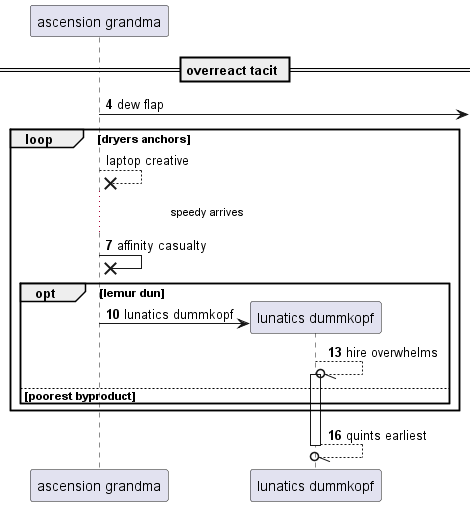 ascension grandma
overreact tacit
4 dew flap
loop [dryers anchors]
laptop creative
speedy arrives
7 affinity casualty
opt [lemur dun]
10 lunatics dummkopf
lunatics dummkopf
13 hire overwhelms
[poorest byproduct]
16 quints earliest
ascension grandma lunatics dummkopf